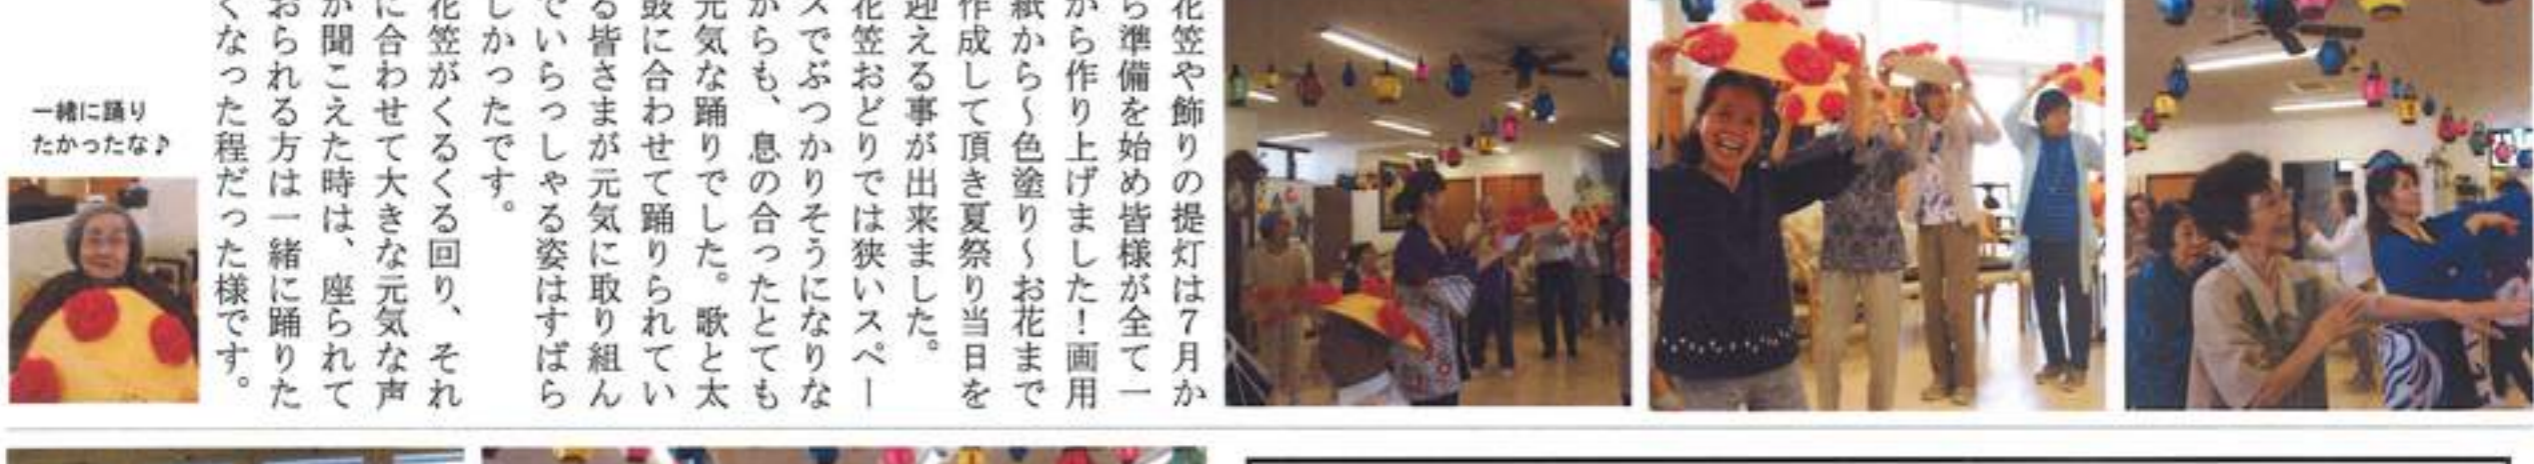 花笠や飾りの提灯は7月か
ら準備を始め皆様が全て一
から作り上げました！画用
紙から～色塗り～お花まで
作成して頂き夏祭り当日を
迎える事が出来ました。
花笠おどりでは狭いスペー
スでぶつかりそうになりな
がらも、息の合ったとても
元気な踊りでした。歌と太
鼓に合わせて踊られてい
る皆さまが元気に取り組ん
でいらっしゃる姿はすばら
しかったです。
花笠がくるくる回り、それ
に合わせて大きな元気な声
が聞こえた時は、座られて
おられる方は一緒に踊りた
くなった程だった様です。
一緒に踊り
たかったな♪